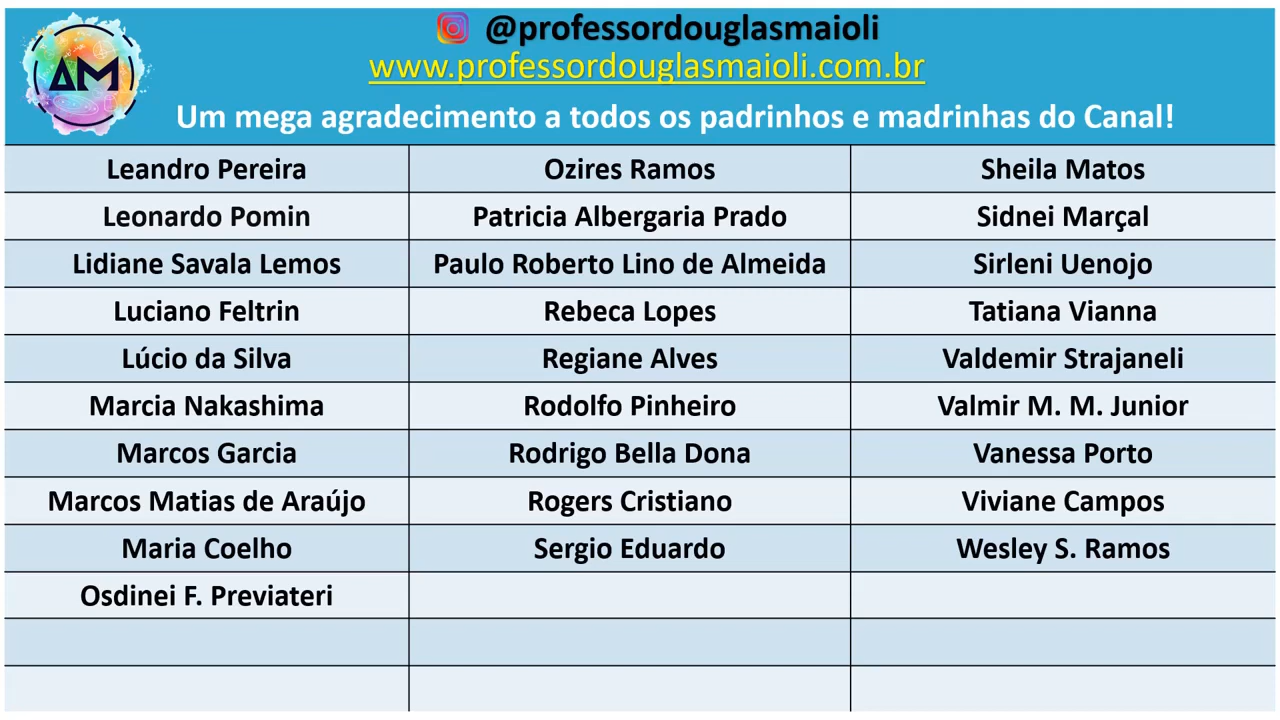 @professordouglasmaioli
www.professordouglasmaioli.com.br
ΔM
Um mega agradecimento a todos os padrinhos e madrinhas do Canal!
Leandro Pereira Ozires Ramos Sheila Matos
Leonardo Pomin Patricia Albergaria Prado Sidnei Marçal
Lidiane Savala Lemos Paulo Roberto Lino de Almeida Sirleni Uenojo
Luciano Feltrin Rebeca Lopes Tatiana Vianna
Lúcio da Silva Regiane Alves Valdemir Strajaneli
Marcia Nakashima Rodolfo Pinheiro Valmir M. M. Junior
Marcos Garcia Rodrigo Bella Dona Vanessa Porto
Marcos Matias de Araújo Rogers Cristiano Viviane Campos
Maria Coelho Sergio Eduardo Wesley S. Ramos
Osdinei F. Previateri